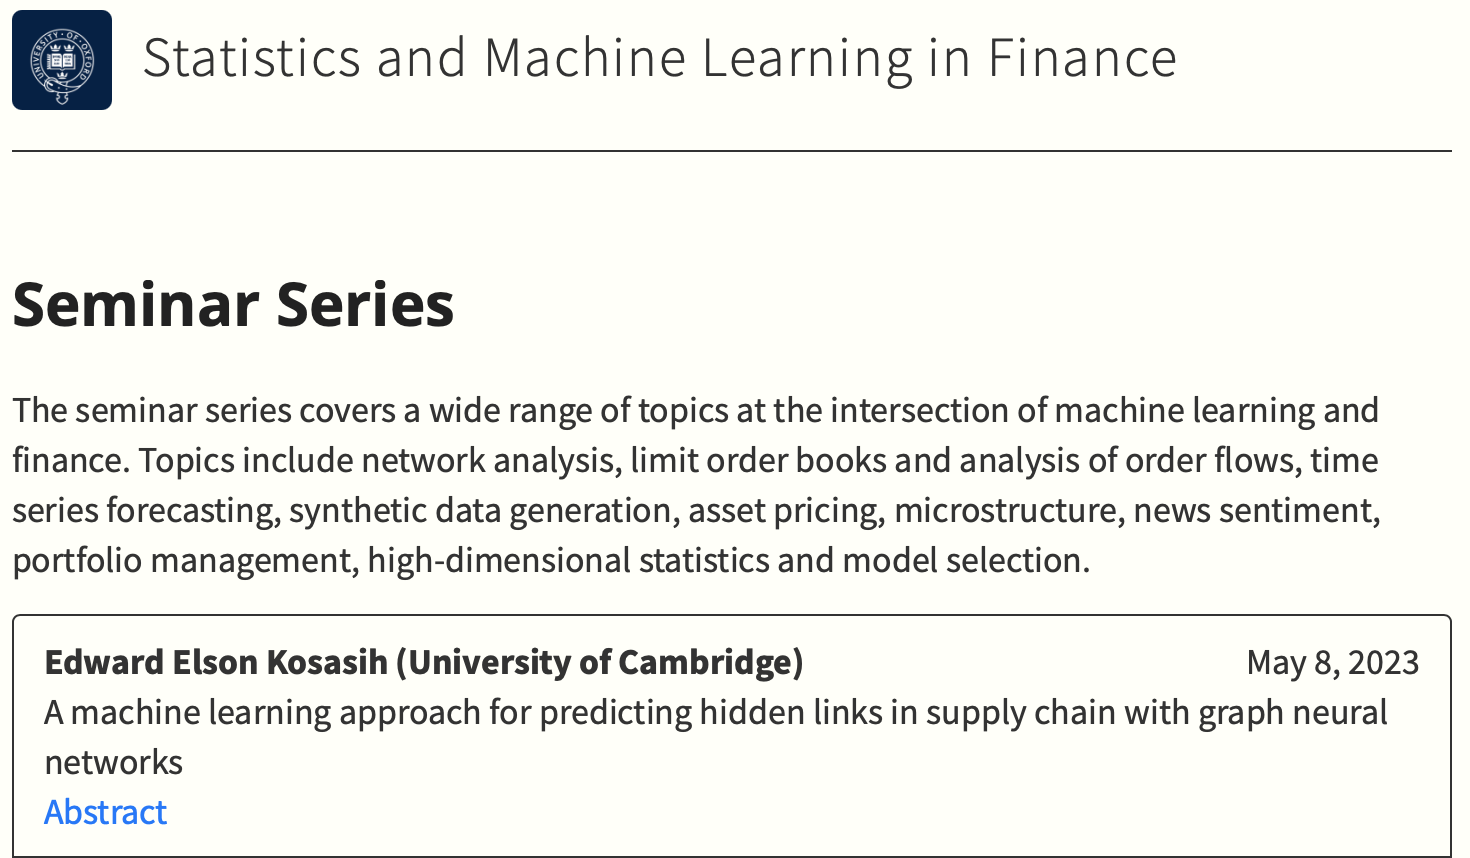 UNIVERSITY · OF · OXFORD
Statistics and Machine Learning in Finance
Seminar Series
The seminar series covers a wide range of topics at the intersection of machine learning and
finance. Topics include network analysis, limit order books and analysis of order flows, time
series forecasting, synthetic data generation, asset pricing, microstructure, news sentiment,
portfolio management, high-dimensional statistics and model selection.
Edward Elson Kosasih (University of Cambridge) May 8, 2023
A machine learning approach for predicting hidden links in supply chain with graph neural
networks
Abstract